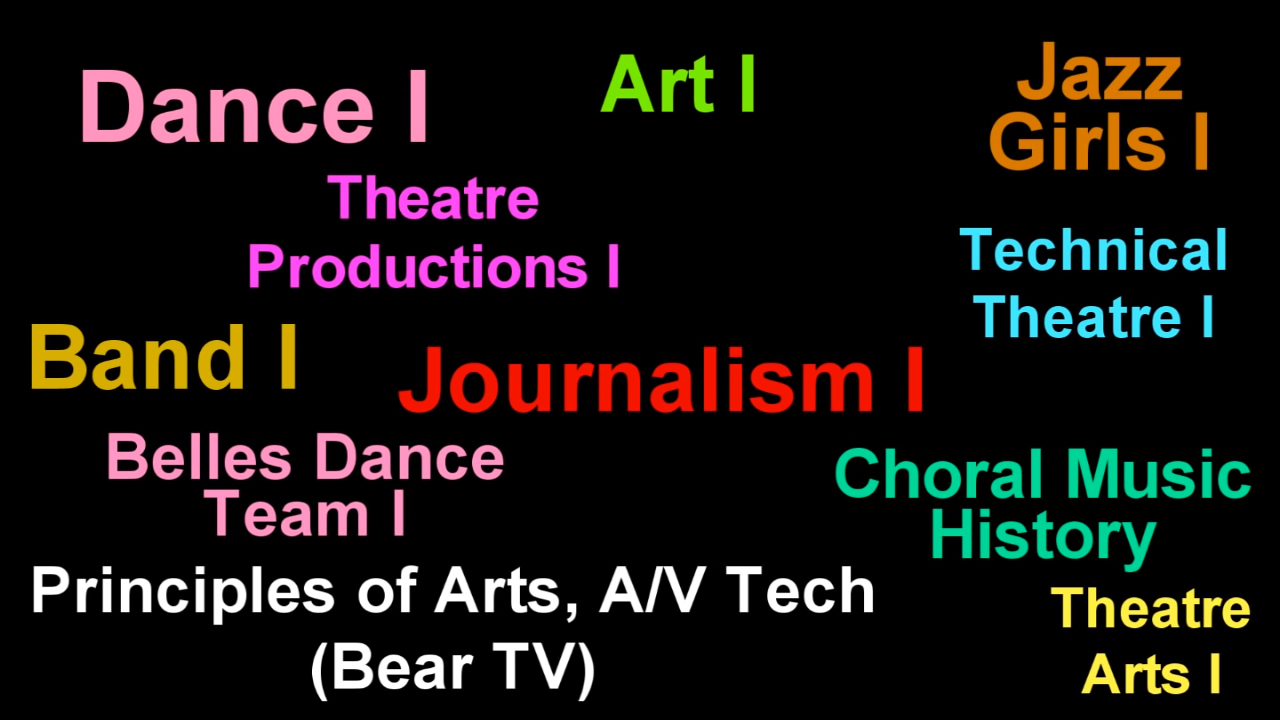 Dance I
Art I
Jazz
Girls I
Theatre
Productions I
Technical
Theatre I
Band I
Journalism I
Belles Dance
Team I
Choral Music
History
Principles of Arts, A/V Tech
(Bear TV)
Theatre
Arts I